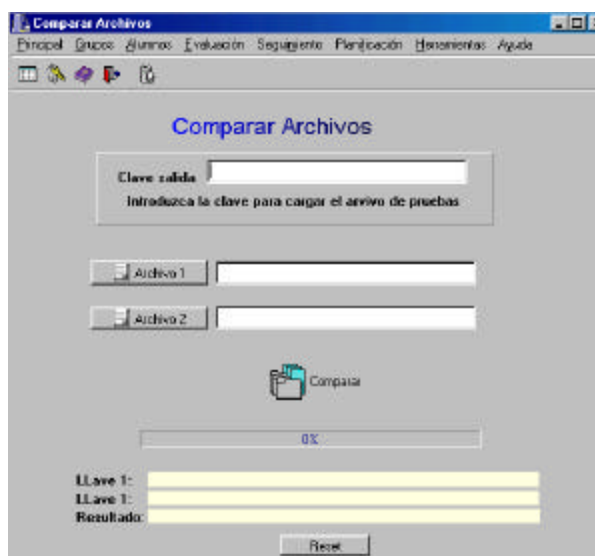 Comparar Archivos
Principal Grupos Alumnos Evaluación Seguimiento Planificación Herramientas Ayuda
Comparar Archivos
Clave salida
Introduzca la clave para cargar el arvivo de pruebas
Archivo 1
Archivo 2
Comparar
0%
LLave 1:
LLave 1:
Resultado:
Reset